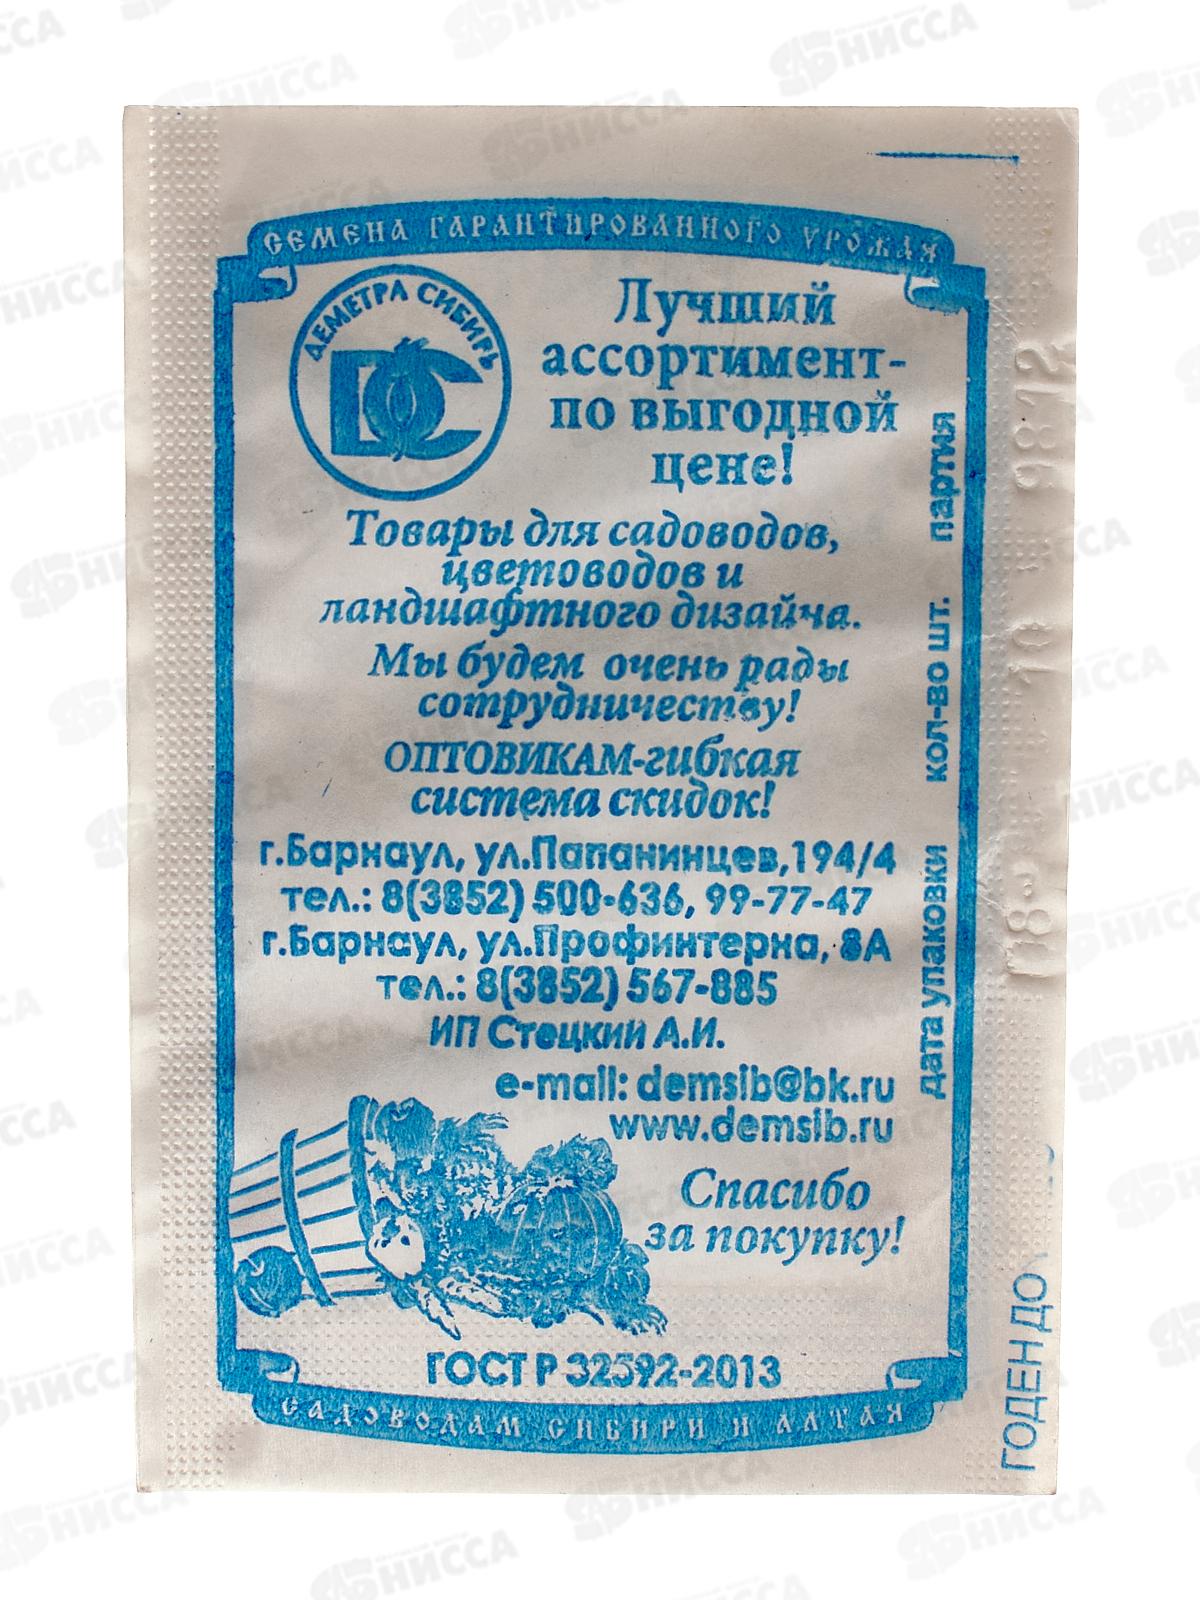 СЕМЕНА ГАРАНТИРОВАННОГО УРОЖАЯ
ДЕМЕТРА СИБИРЬ
DC
Лучший
ассортимент-
по выгодной
цене!
Товары для садоводов,
цветоводов и
ландшафтного дизайна.
Мы будем очень рады
сотрудничеству!
ОПТОВИКАМ-гибкая
система скидок!
г.Барнаул, ул.Папанинцев,194/4
тел.: 8(3852) 500-636, 99-77-47
г.Барнаул, ул.Профинтерна, 8А
тел.: 8(3852) 567-885
ИП Стецкий А.И.
e-mail: demsib@bk.ru
www.demsib.ru
Спасибо
за покупку!
ГОСТ Р 32592-2013
САДОВОДАМ СИБИРИ И АЛТАЯ
дата упаковки кол-во шт. партия
10
ГОДЕН ДО
НИССА